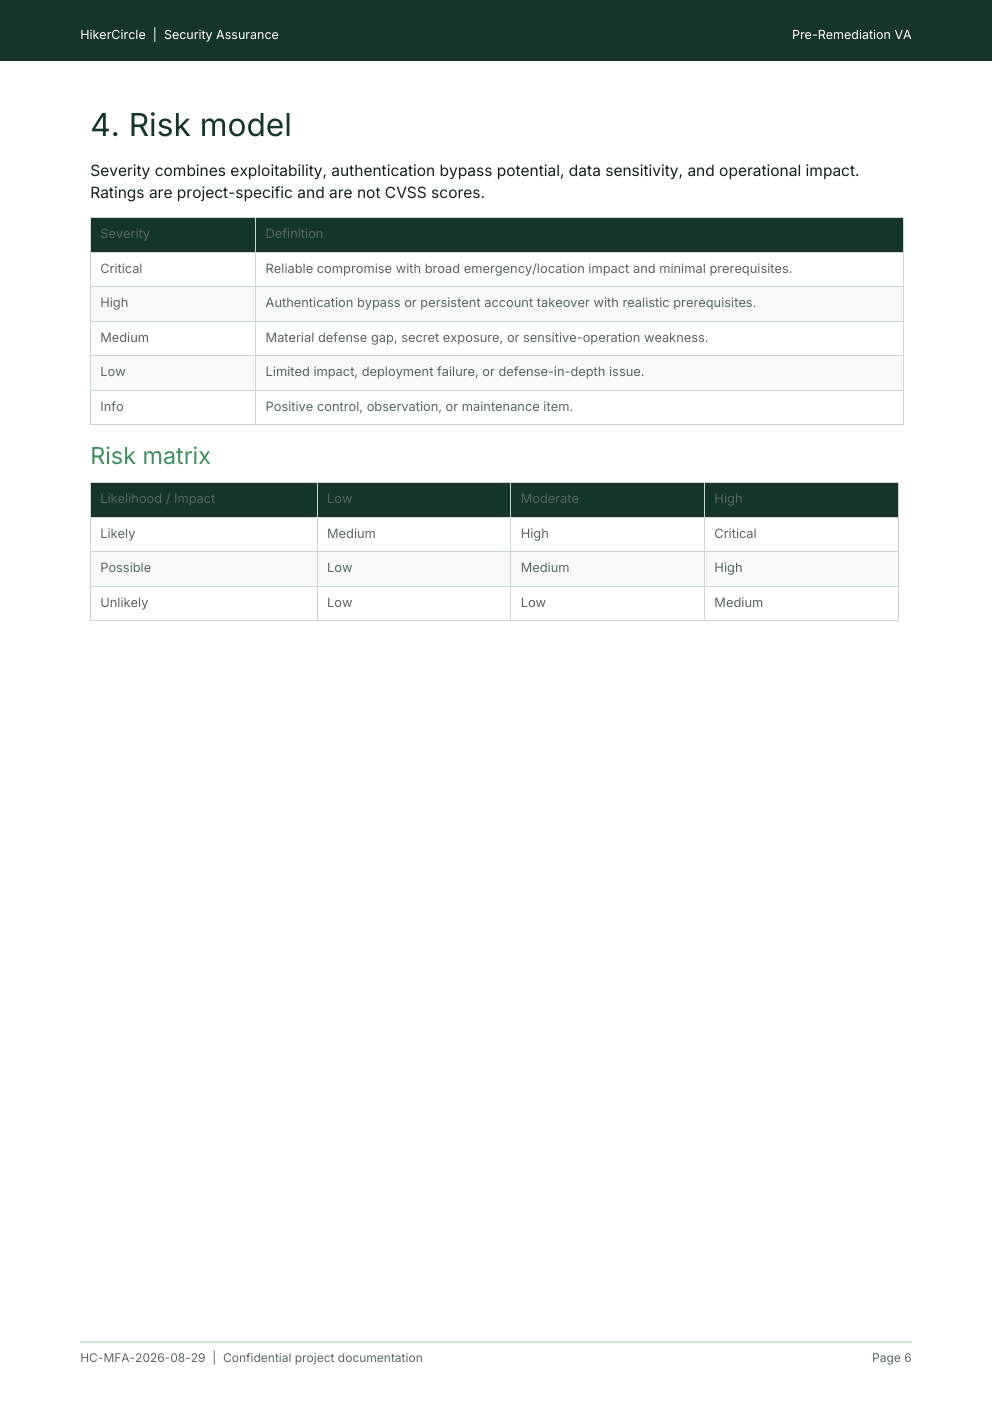 HikerCircle | Security Assurance
Pre-Remediation VA
4. Risk model
Severity combines exploitability, authentication bypass potential, data sensitivity, and operational impact.
Ratings are project-specific and are not CVSS scores.
Severity Definition
Critical Reliable compromise with broad emergency/location impact and minimal prerequisites.
High Authentication bypass or persistent account takeover with realistic prerequisites.
Medium Material defense gap, secret exposure, or sensitive-operation weakness.
Low Limited impact, deployment failure, or defense-in-depth issue.
Info Positive control, observation, or maintenance item.
Risk matrix
Likelihood / Impact Low Moderate High
Likely Medium High Critical
Possible Low Medium High
Unlikely Low Low Medium
HC-MFA-2026-08-29 | Confidential project documentation
Page 6